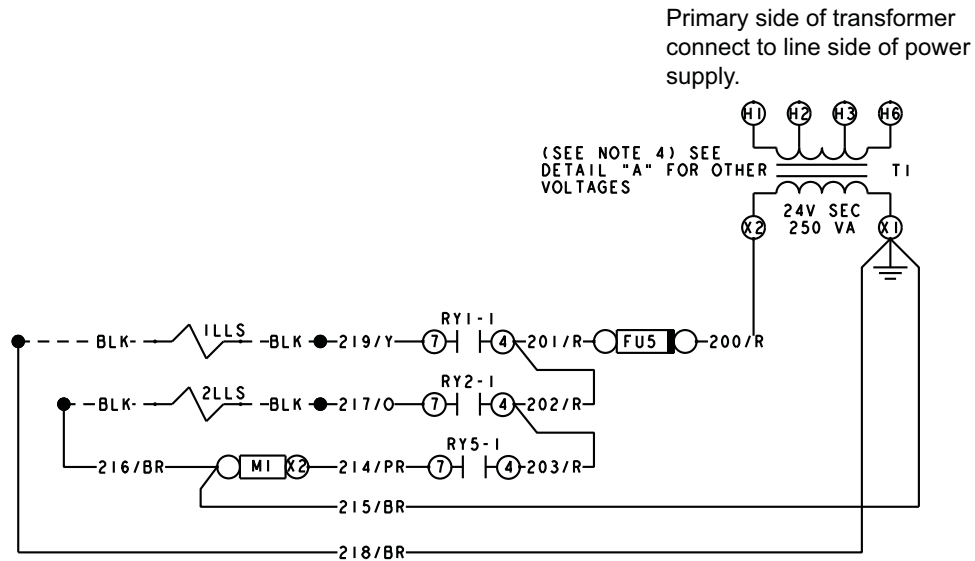 Primary side of transformer
connect to line side of power
supply.
H1 H2 H3 H6
(SEE NOTE 4) SEE
DETAIL "A" FOR OTHER
VOLTAGES
T1
24V SEC
250 VA
X2 X1
BLK 1LLS BLK 219/Y 7 RY1-1 4 201/R FU5 200/R
BLK 2LLS BLK 217/O 7 RY2-1 4 202/R
216/BR M1 X2 214/PR 7 RY5-1 4 203/R
215/BR
218/BR